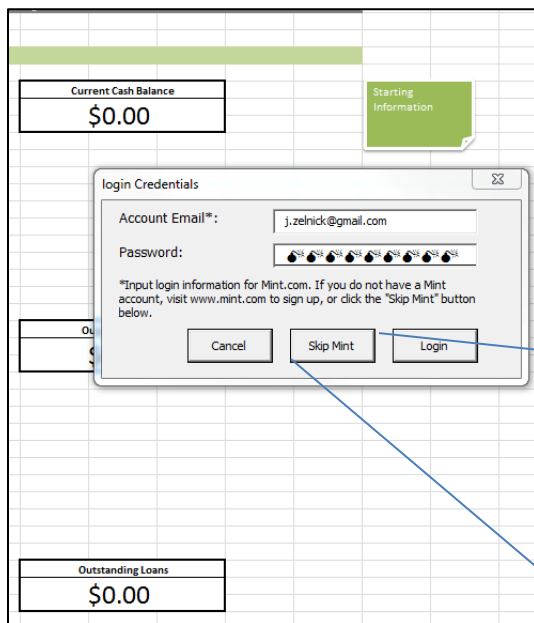 Current Cash Balance
$0.00
Starting
Information
login Credentials
Account Email*:
j.zelnick@gmail.com
Password:
*Input login information for Mint.com. If you do not have a Mint
account, visit www.mint.com to sign up, or click the "Skip Mint" button
below.
Cancel
Skip Mint
Login
Ou
Outstanding Loans
$0.00